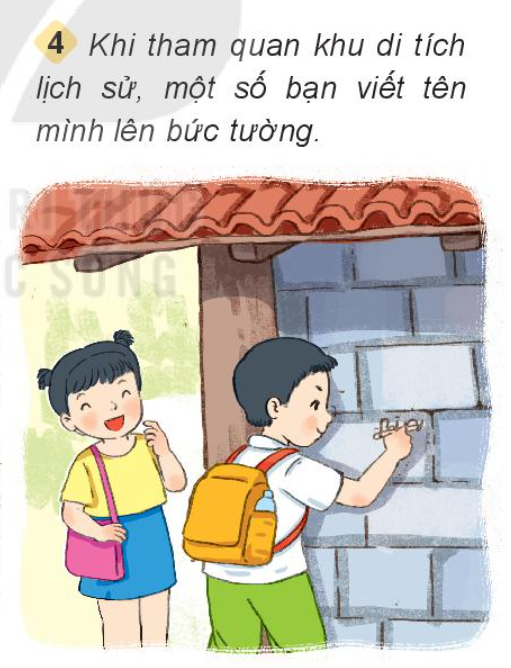 4 Khi tham quan khu di tích
lịch sử, một số bạn viết tên
mình lên bức tường.